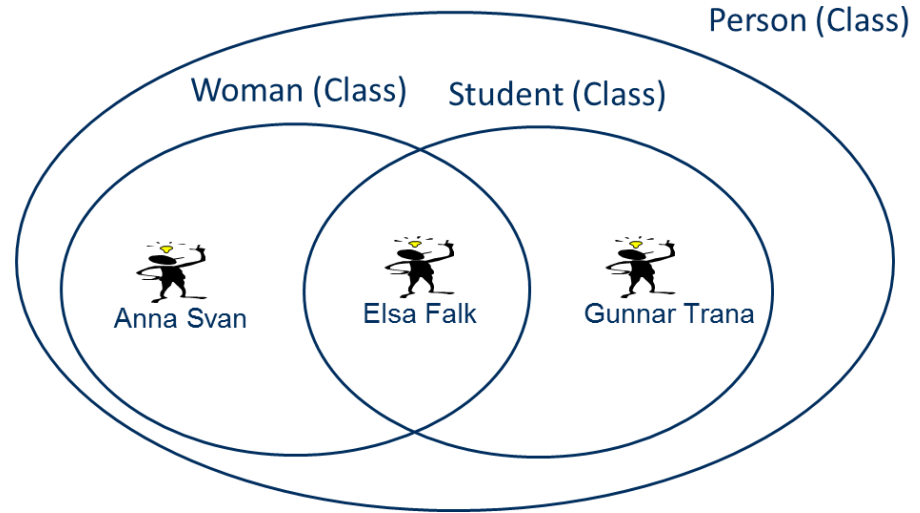 Person (Class)
Woman (Class)
Student (Class)
Anna Svan
Elsa Falk
Gunnar Trana